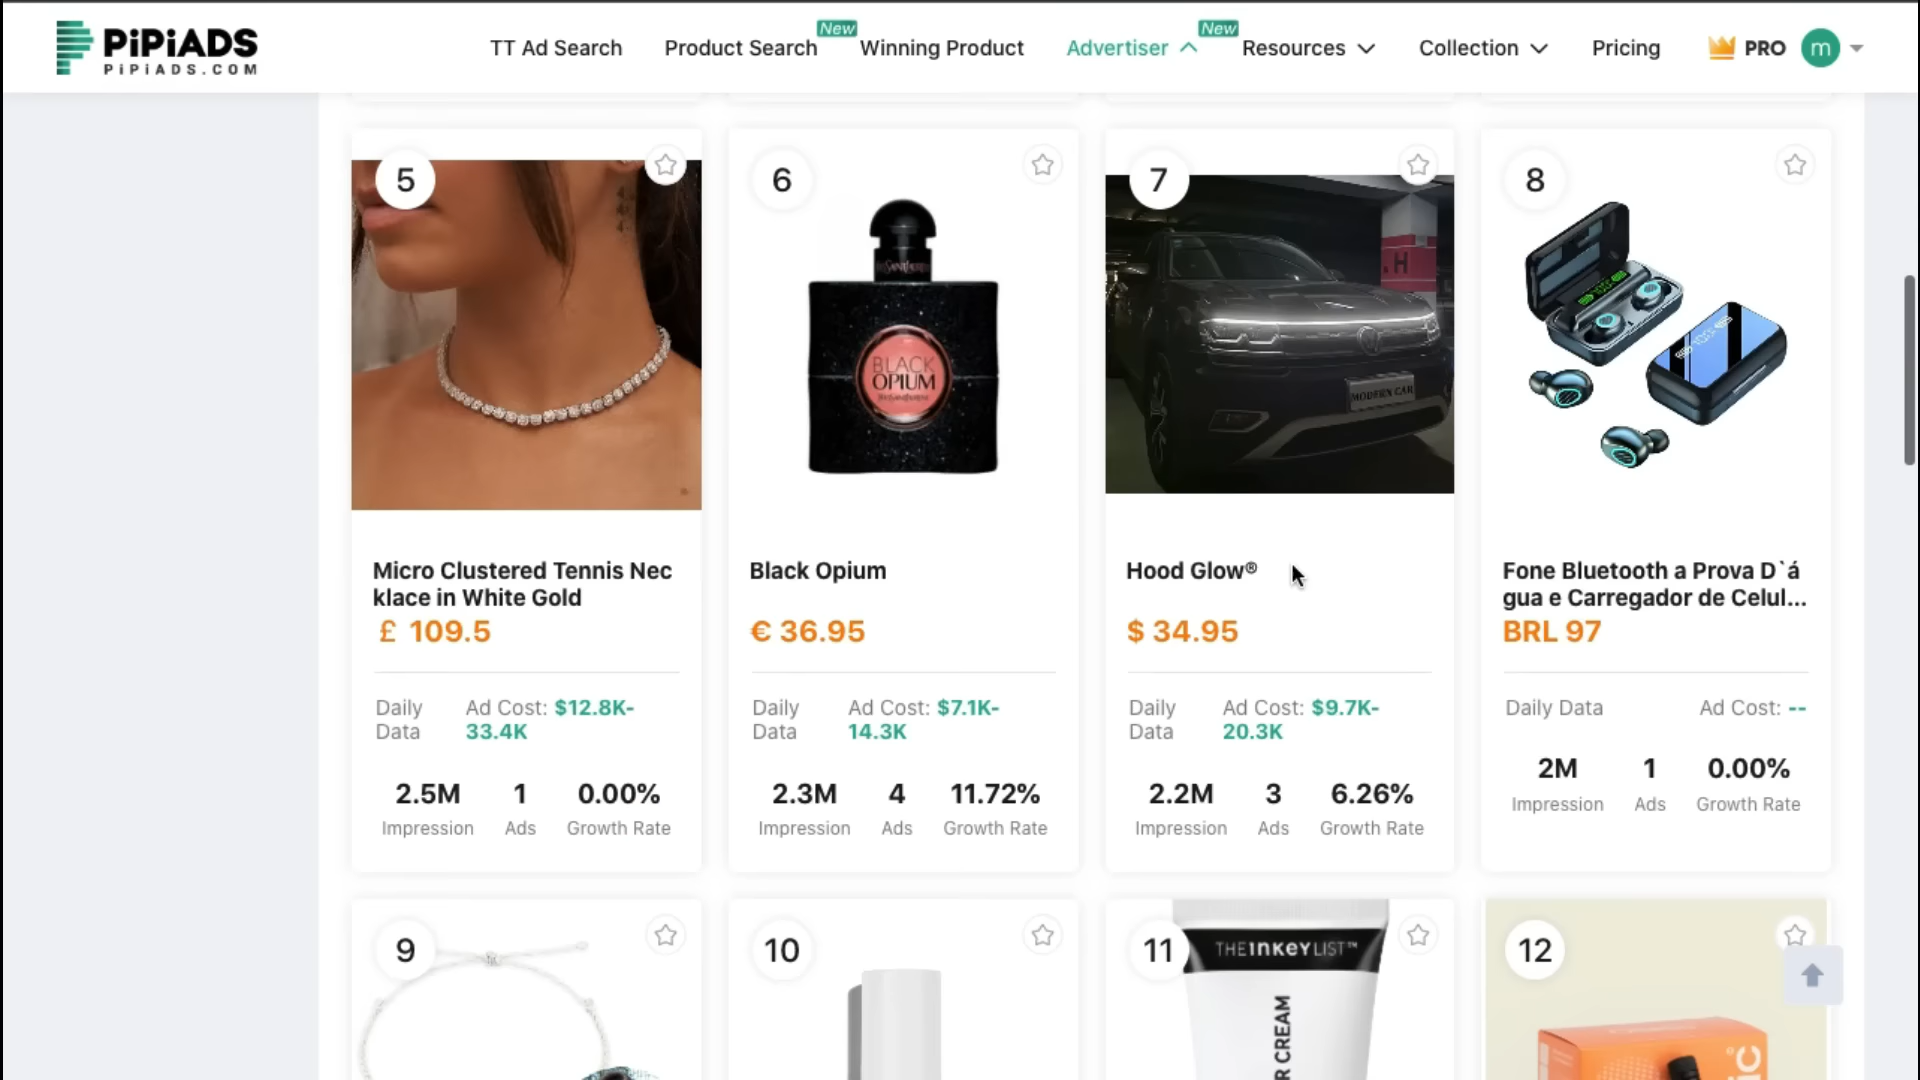 PiPiADS
PiPiADS.COM
TT Ad Search
Product Search
New
Winning Product
Advertiser
New
Resources
Collection
Pricing
PRO
m
5
6
7
8
BLACK
OPIUM
H
MODERN CAR
Micro Clustered Tennis Nec
klace in White Gold
£ 109.5
Daily
Data
Ad Cost: $12.8K-
33.4K
2.5M
Impression
1
Ads
0.00%
Growth Rate
Black Opium
€ 36.95
Daily
Data
Ad Cost: $7.1K-
14.3K
2.3M
Impression
4
Ads
11.72%
Growth Rate
Hood Glow®
$ 34.95
Daily
Data
Ad Cost: $9.7K-
20.3K
2.2M
Impression
3
Ads
6.26%
Growth Rate
Fone Bluetooth a Prova D`á
gua e Carregador de Celul...
BRL 97
Daily Data
Ad Cost: --
2M
Impression
1
Ads
0.00%
Growth Rate
9
10
11
12
THE INKEY LIST™
R CREAM
ic